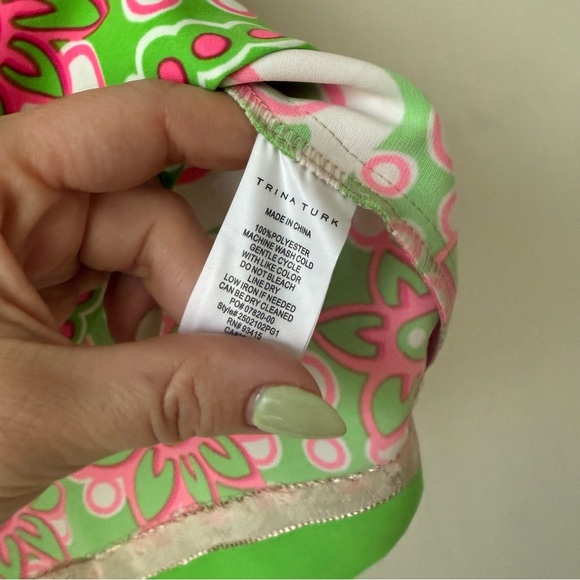 TRINA TURK
MADE IN CHINA
100%POLYESTER
MACHINE WASH COLD
GENTLE CYCLE
WITH LIKE COLOR
DO NOT BLEACH
LINE DRY
LOW IRON IF NEEDED
CAN BE DRY CLEANED
PO# 07820-00
Style# 2502102PG1
RN# 93415